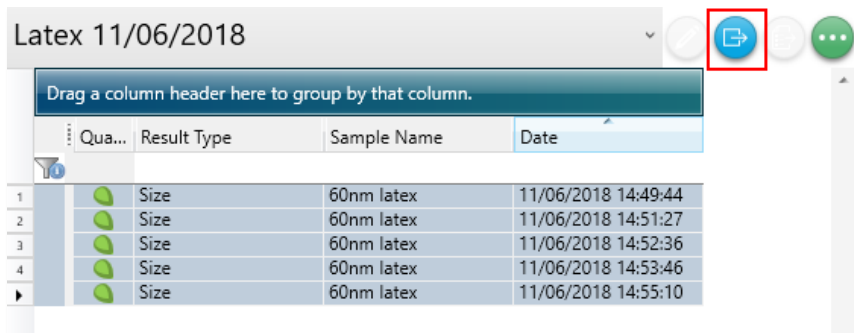 Latex 11/06/2018
Drag a column header here to group by that column.
Qua... Result Type Sample Name Date
1 Size 60nm latex 11/06/2018 14:49:44
2 Size 60nm latex 11/06/2018 14:51:27
3 Size 60nm latex 11/06/2018 14:52:36
4 Size 60nm latex 11/06/2018 14:53:46
Size 60nm latex 11/06/2018 14:55:10